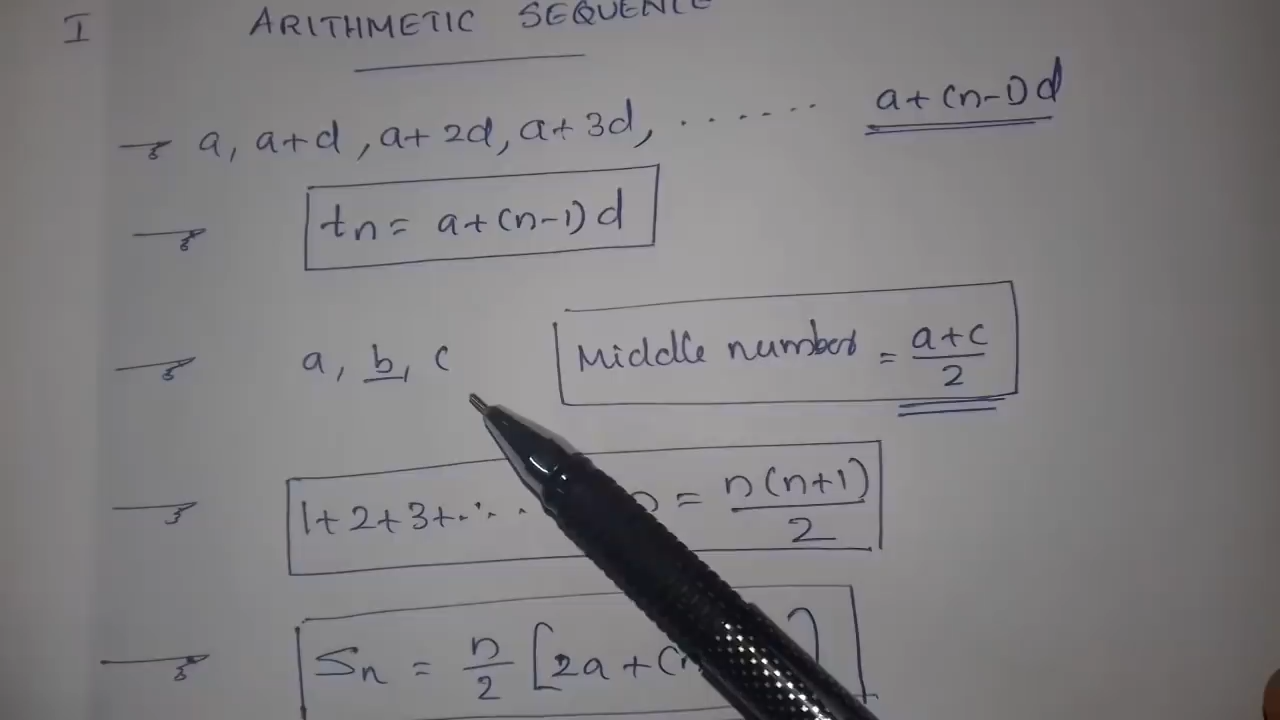 I ARITHMETIC SEQUENCE
→ a, a+d, a+2d, a+3d, ....... a+(n-1)d
→ tn = a+(n-1)d
→ a, b, c Middle number = a+c/2
→ 1+2+3+..... n = n(n+1)/2
→ Sn = n/2 [2a+(n ]